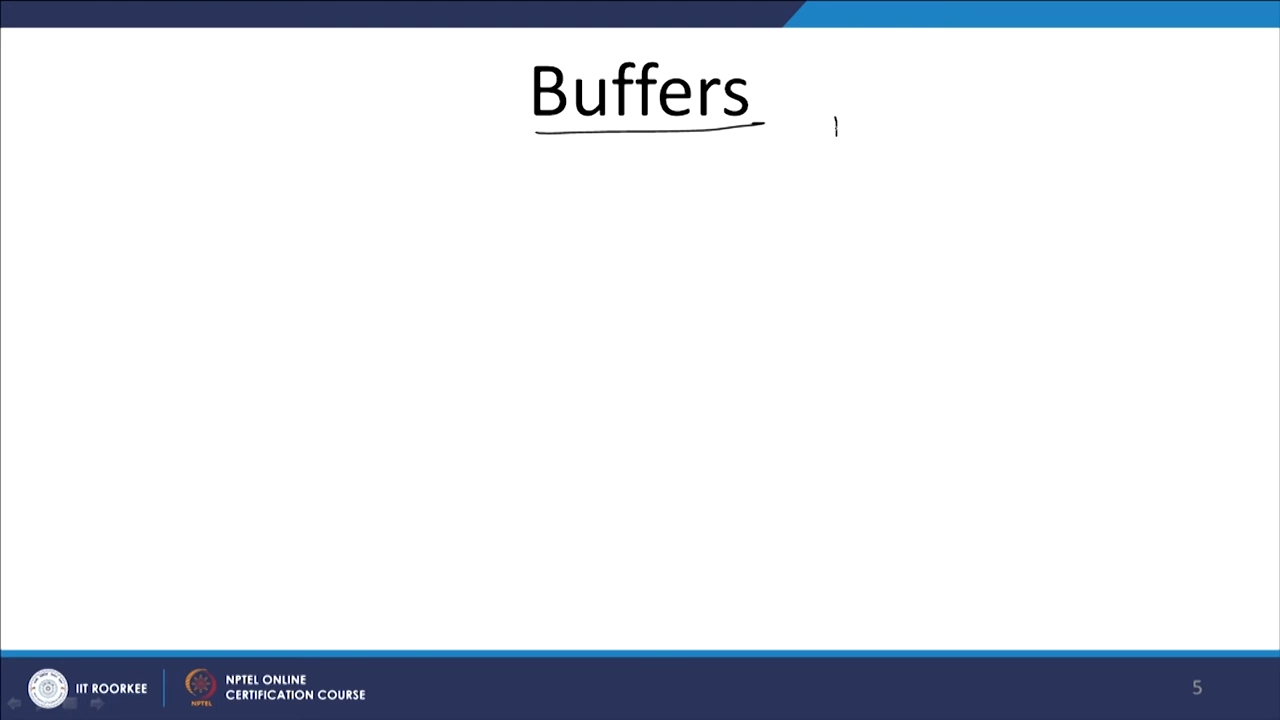 Buffers
IIT ROORKEE
NPTEL ONLINE
CERTIFICATION COURSE
5